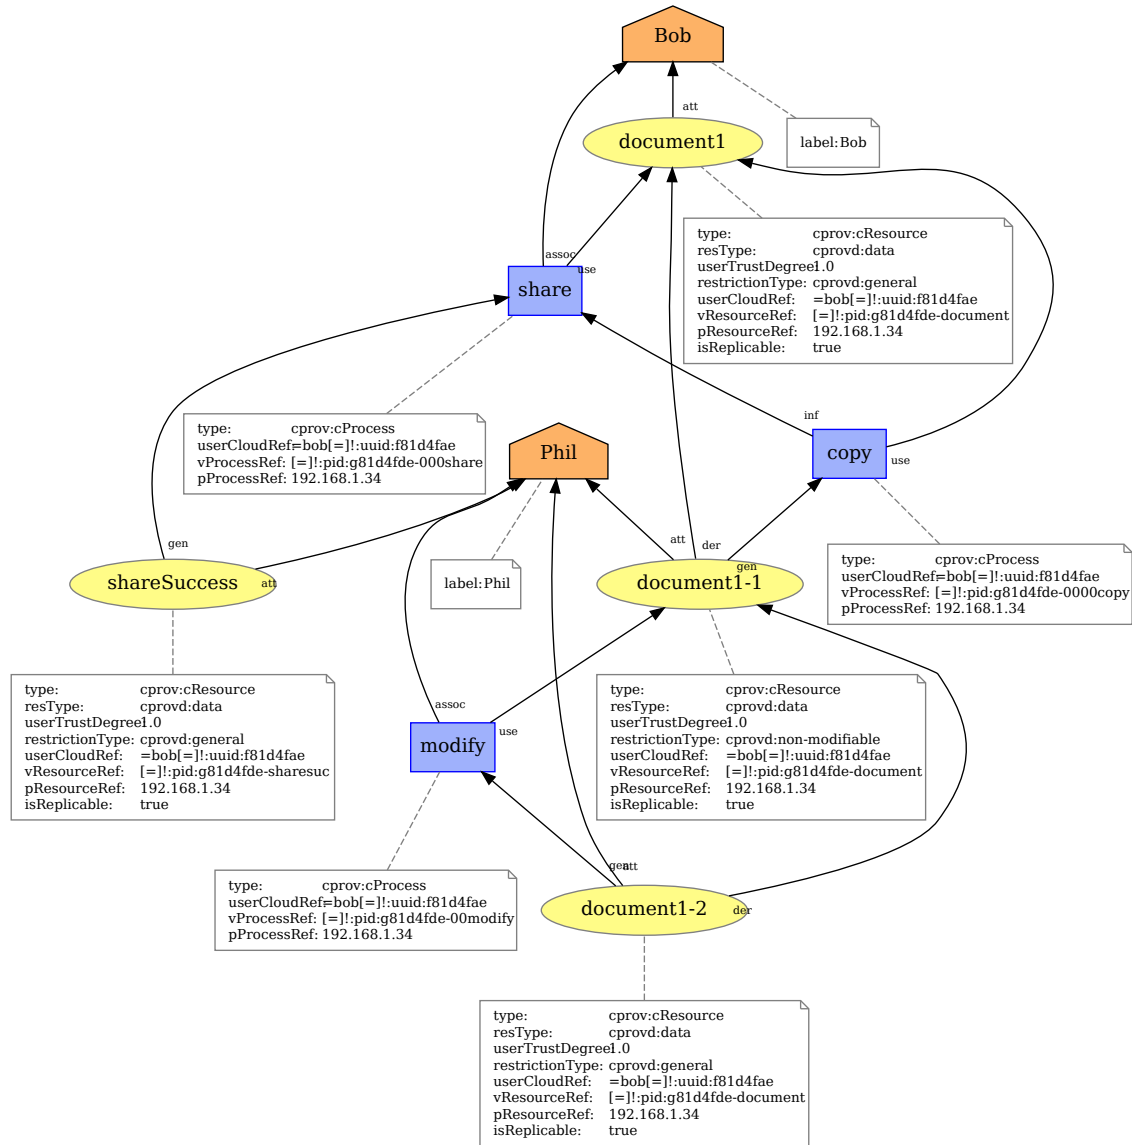 Bob
att
document1
label:Bob
type: cprov:cResource
resType: cprovd:data
userTrustDegree: 1.0
restrictionType: cprovd:general
userCloudRef: =bob[=]!:uuid:f81d4fae
vResourceRef: [=]!:pid:g81d4fde-document
pResourceRef: 192.168.1.34
isReplicable: true
assoc
use
share
inf
type: cprov:cProcess
userCloudRef: =bob[=]!:uuid:f81d4fae
vProcessRef: [=]!:pid:g81d4fde-000share
pProcessRef: 192.168.1.34
Phil
copy
use
gen
att
der
gen
shareSuccess
att
label:Phil
document1-1
type: cprov:cProcess
userCloudRef: =bob[=]!:uuid:f81d4fae
vProcessRef: [=]!:pid:g81d4fde-0000copy
pProcessRef: 192.168.1.34
type: cprov:cResource
resType: cprovd:data
userTrustDegree: 1.0
restrictionType: cprovd:general
userCloudRef: =bob[=]!:uuid:f81d4fae
vResourceRef: [=]!:pid:g81d4fde-sharesuc
pResourceRef: 192.168.1.34
isReplicable: true
assoc
use
modify
type: cprov:cResource
resType: cprovd:data
userTrustDegree: 1.0
restrictionType: cprovd:non-modifiable
userCloudRef: =bob[=]!:uuid:f81d4fae
vResourceRef: [=]!:pid:g81d4fde-document
pResourceRef: 192.168.1.34
isReplicable: true
gen
att
type: cprov:cProcess
userCloudRef: =bob[=]!:uuid:f81d4fae
vProcessRef: [=]!:pid:g81d4fde-00modify
pProcessRef: 192.168.1.34
document1-2
der
type: cprov:cResource
resType: cprovd:data
userTrustDegree: 1.0
restrictionType: cprovd:general
userCloudRef: =bob[=]!:uuid:f81d4fae
vResourceRef: [=]!:pid:g81d4fde-document
pResourceRef: 192.168.1.34
isReplicable: true